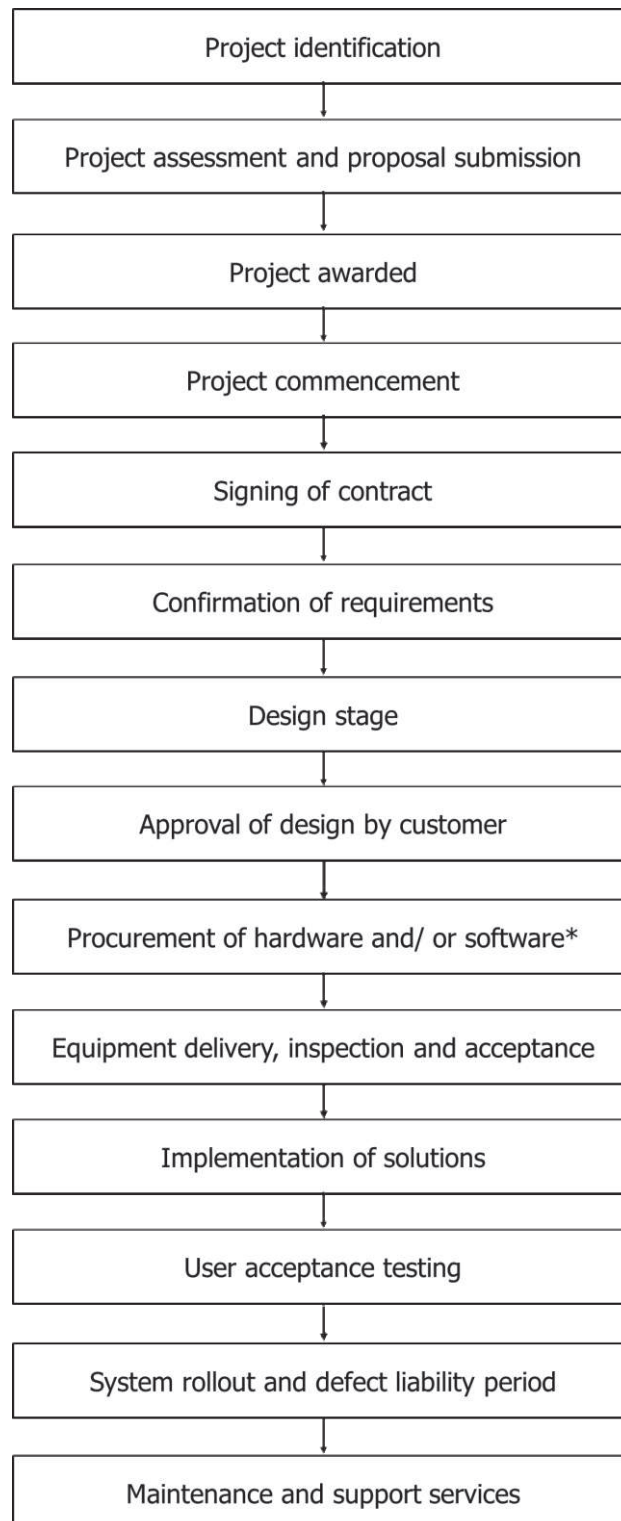 Project identification
Project assessment and proposal submission
Project awarded
Project commencement
Signing of contract
Confirmation of requirements
Design stage
Approval of design by customer
Procurement of hardware and/ or software*
Equipment delivery, inspection and acceptance
Implementation of solutions
User acceptance testing
System rollout and defect liability period
Maintenance and support services